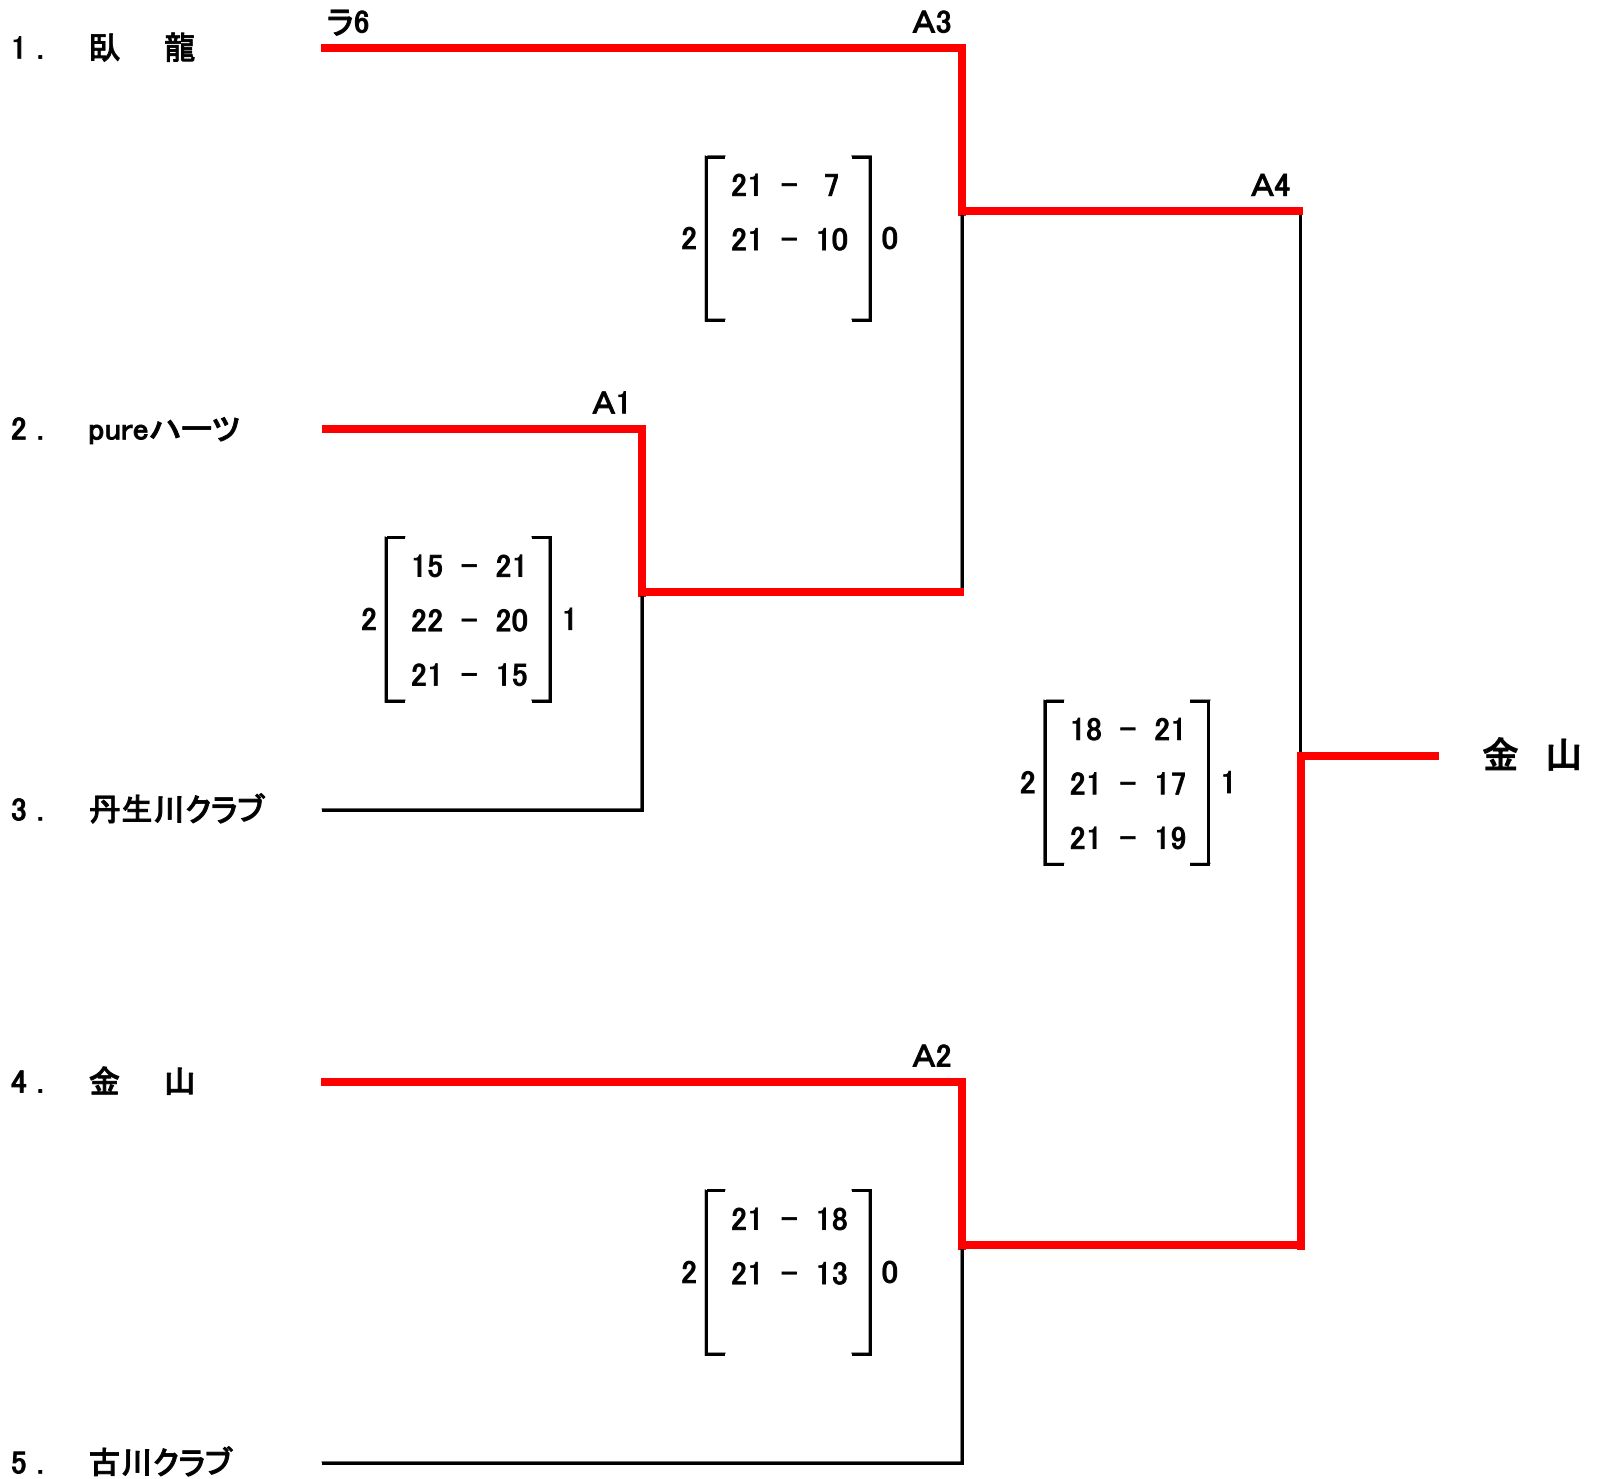 ラ6 A3
1. 臥 龍
A4
21 - 7
2 21 - 10 0
A1
2. pureハーツ
15 - 21
2 22 - 20 1
21 - 15
18 - 21
金 山
2 21 - 17 1
3. 丹生川クラブ
21 - 19
A2
4. 金 山
21 - 18
2 21 - 13 0
5. 古川クラブ